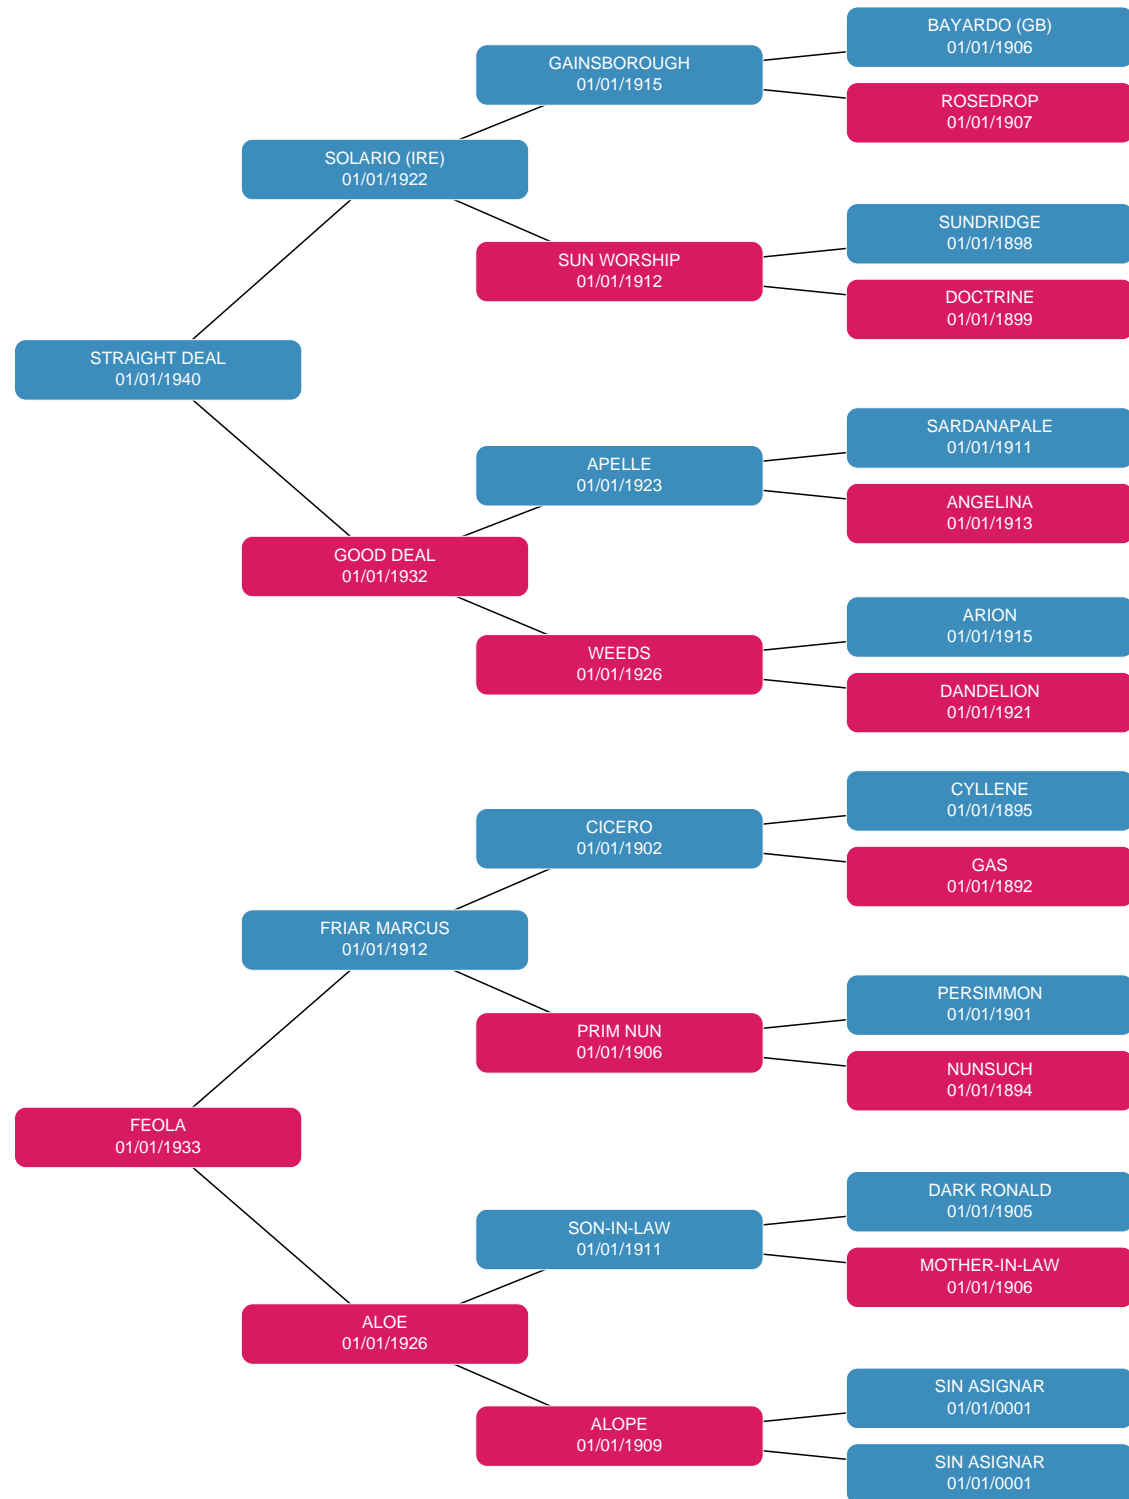 BAYARDO (GB)
01/01/1906
GAINSBOROUGH
01/01/1915
ROSEDROP
01/01/1907
SOLARIO (IRE)
01/01/1922
SUNDRIDGE
01/01/1898
SUN WORSHIP
01/01/1912
DOCTRINE
01/01/1899
STRAIGHT DEAL
01/01/1940
SARDANAPALE
01/01/1911
APELLE
01/01/1923
ANGELINA
01/01/1913
GOOD DEAL
01/01/1932
ARION
01/01/1915
WEEDS
01/01/1926
DANDELION
01/01/1921
CYLLENE
01/01/1895
CICERO
01/01/1902
GAS
01/01/1892
FRIAR MARCUS
01/01/1912
PERSIMMON
01/01/1901
PRIM NUN
01/01/1906
NUNSUCH
01/01/1894
FEOLA
01/01/1933
DARK RONALD
01/01/1905
SON-IN-LAW
01/01/1911
MOTHER-IN-LAW
01/01/1906
ALOE
01/01/1926
SIN ASIGNAR
01/01/0001
ALOPE
01/01/1909
SIN ASIGNAR
01/01/0001